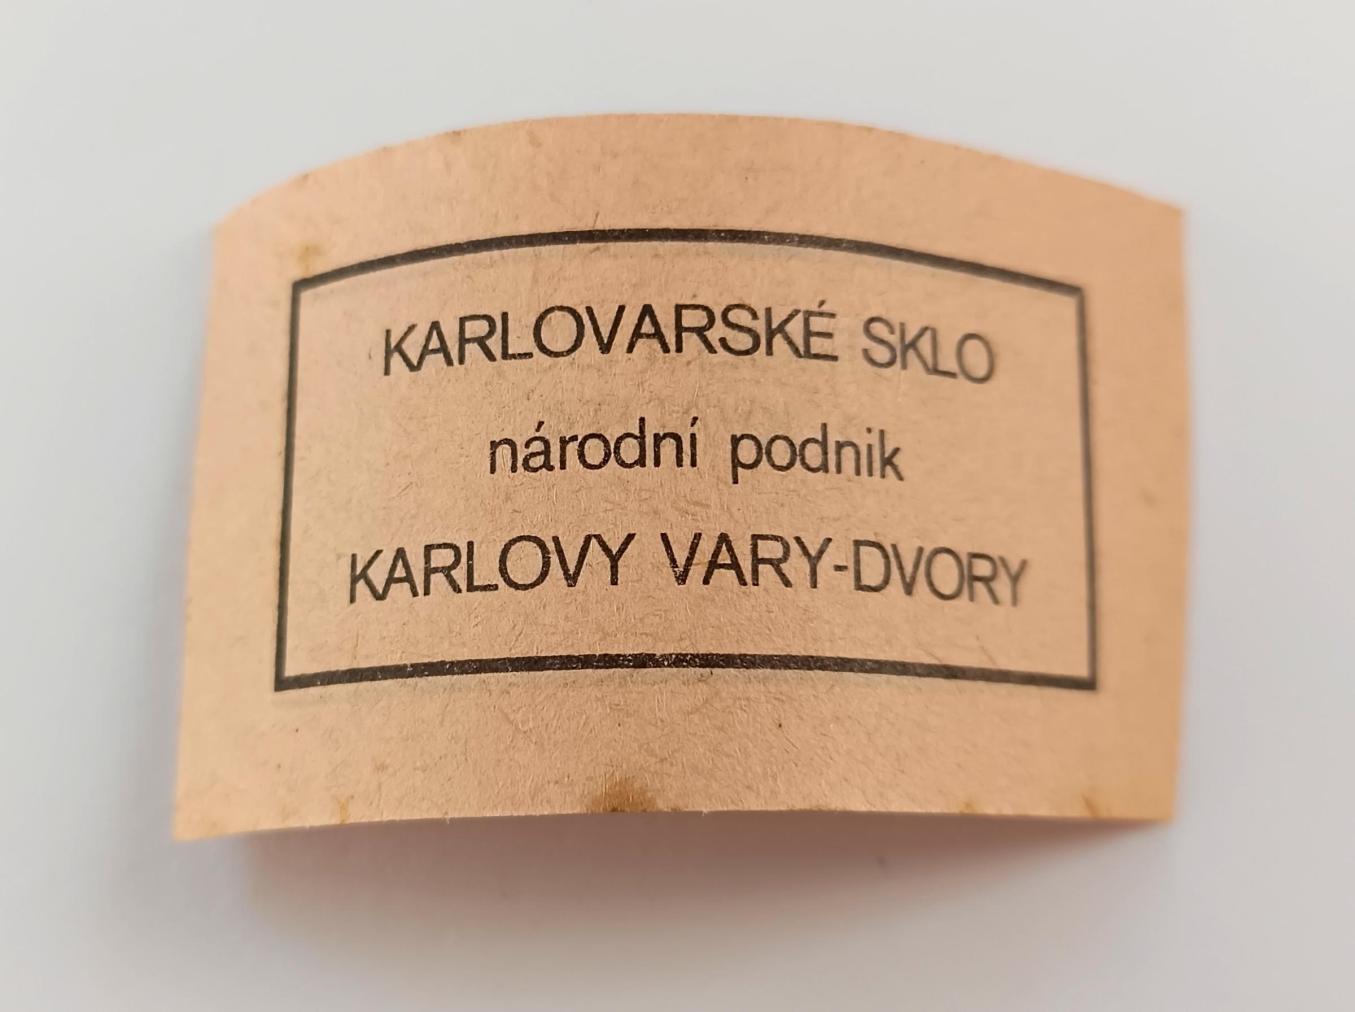 KARLOVARSKÉ SKLO
národní podnik
KARLOVY VARY-DVORY